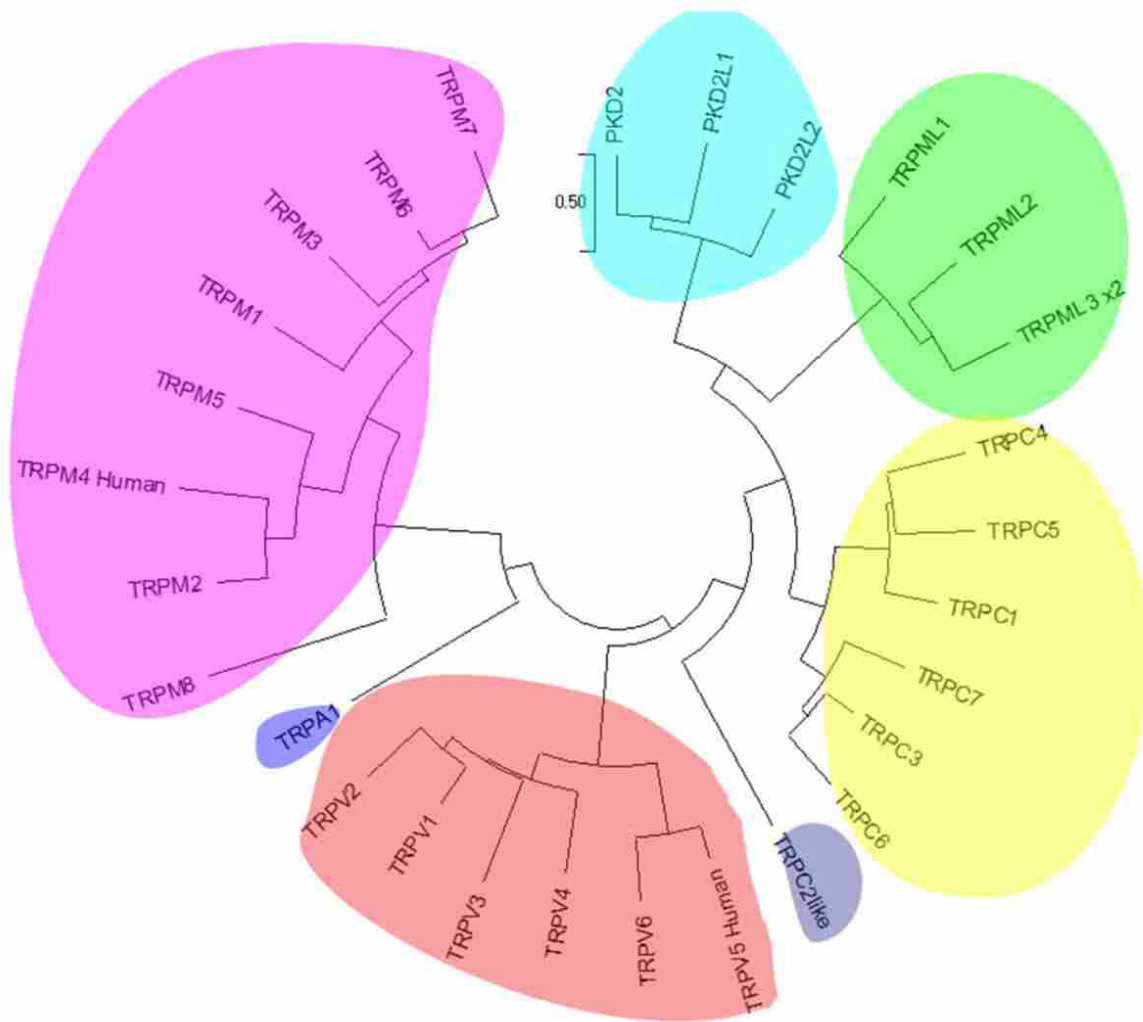 TRPM7
TRPM6
TRPM3
TRPM1
TRPM5
TRPM4 Human
TRPM2
TRPM8
TRPA1
TRPV2
TRPV1
TRPV3
TRPV4
TRPV6
TRPV5 Human
TRPC2like
TRPC6
TRPC3
TRPC7
TRPC1
TRPC5
TRPC4
TRPML3 x2
TRPML2
TRPML1
PKD2L2
PKD2L1
PKD2
0.50